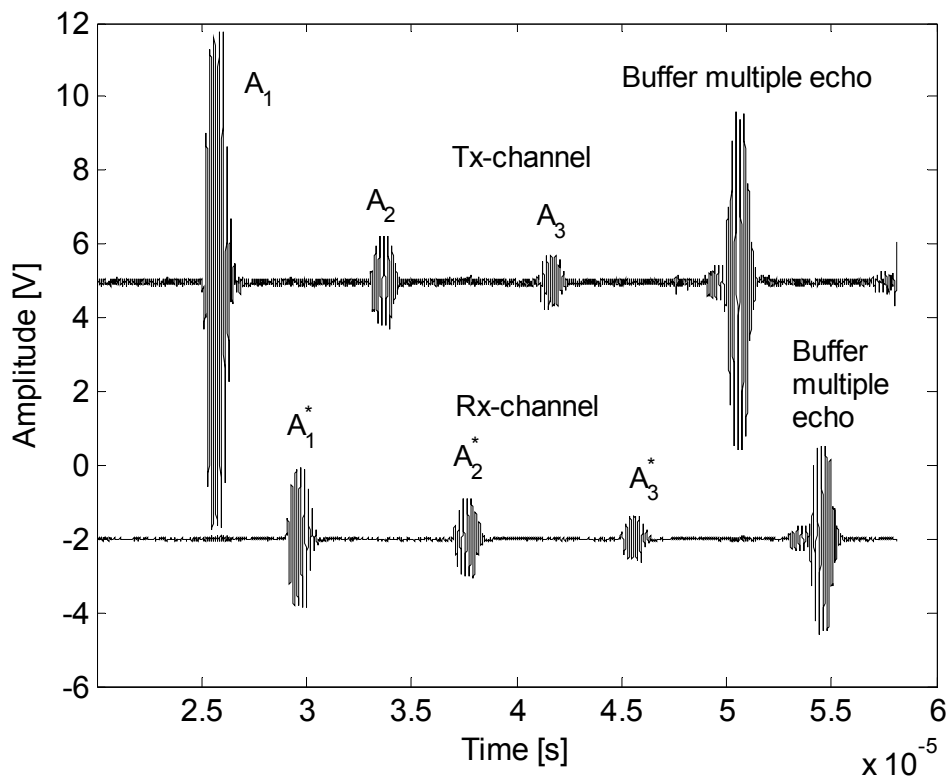 12
10
8
6
4
2
0
-2
-4
-6
Amplitude [V]
A1
Buffer multiple echo
Tx-channel
A2
A3
Buffer
multiple
echo
Rx-channel
A1*
A2*
A3*
2.5
3
3.5
4
4.5
5
5.5
6
Time [s]
x 10-5